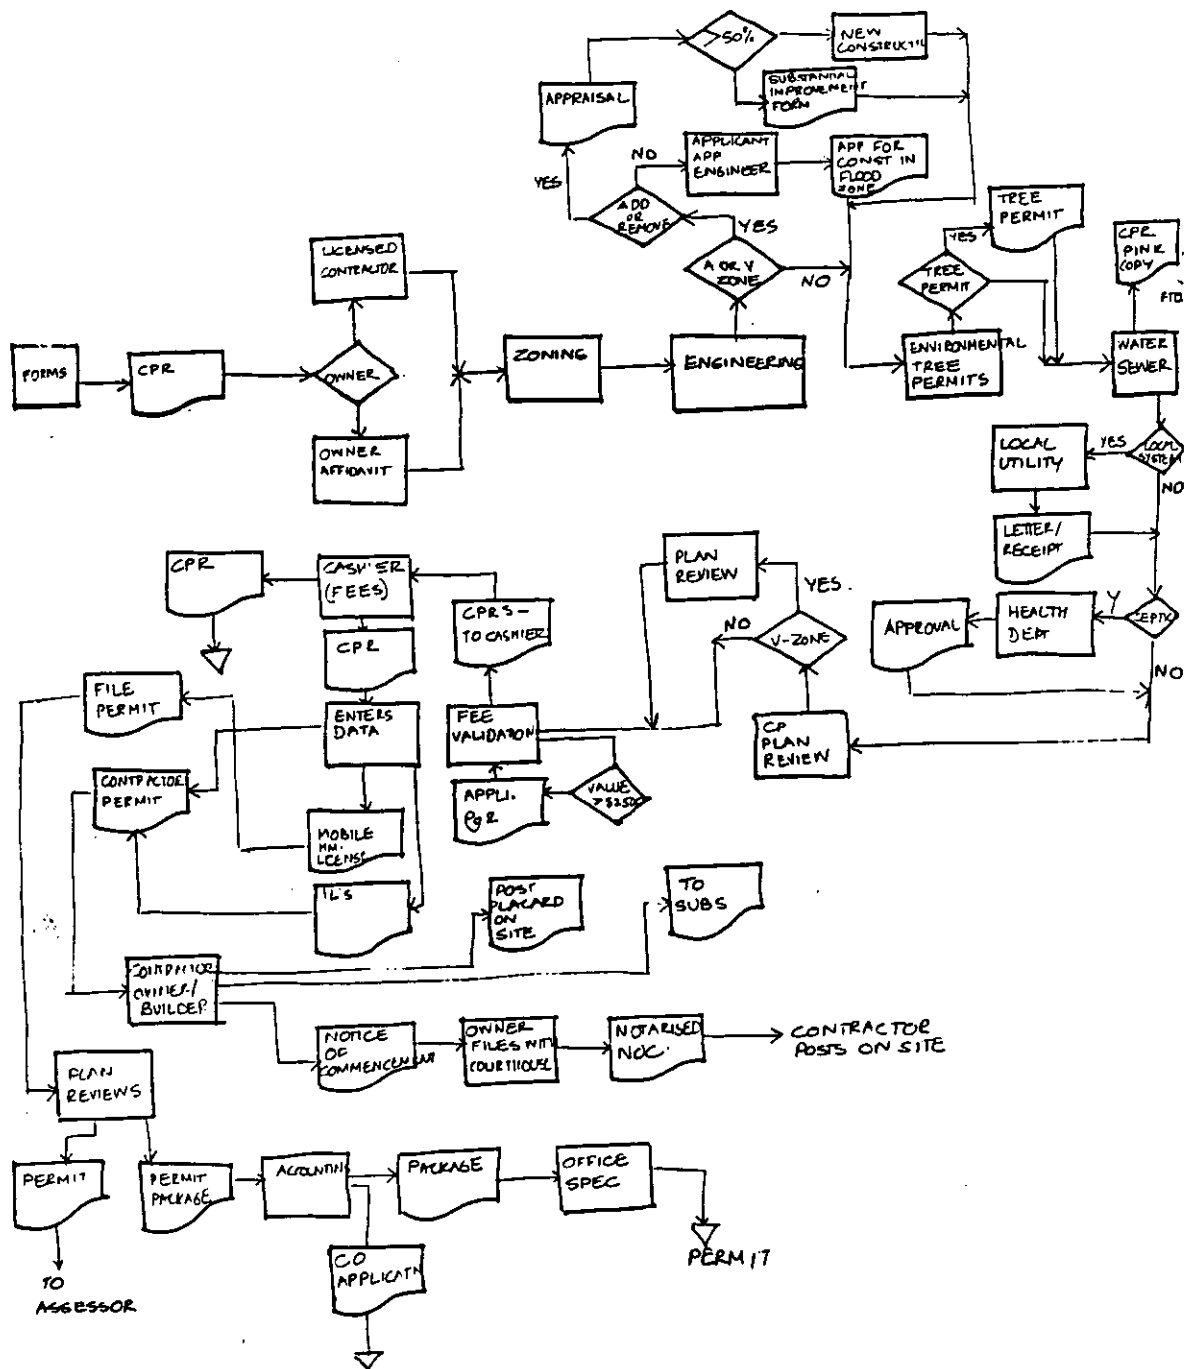 >50%
NEW
CONSTRUCTI
SUBSTANTIAL
IMPROVEMENT
FORM
APPRAISAL
NO
APPLICANT
APP
ENGINEER
APP FOR
CONST IN
FLOOD
ZONE
YES
ADD
OR
REMOVE
YES
A OR V
ZONE
NO
TREE
PERMIT
YES
TREE
PERMIT
CPR
PINK
COPY
LICENSED
CONTRACTOR
FORMS
CPR
OWNER
ZONING
ENGINEERING
ENVIRONMENTAL
TREE
PERMITS
WATER
SEWER
OWNER
AFFIDAVIT
LOCAL
UTILITY
YES
LOCAL
SYSTEM
NO
LETTER/
RECEIPT
CPR
CASHIER
(FEES)
CPRS -
TO CASHIER
PLAN
REVIEW
YES.
NO
V-ZONE
APPROVAL
HEALTH
DEPT
Y
SEPTIC
NO
CPR
FILE
PERMIT
ENTERS
DATA
FEE
VALIDATION
CP
PLAN
REVIEW
CONTRACTOR
PERMIT
APPLI.
Pg 2
VALUE
> $2500
MOBILE
HM.
LICENSE
IL'S
POST
PLACARD
ON
SITE
TO
SUBS
CONTRACTOR
OWNER/
BUILDER
NOTICE
OF
COMMENCEMENT
OWNER
FILES WITH
COURTHOUSE
NOTARISED
NOC.
CONTRACTOR
POSTS ON SITE
PLAN
REVIEWS
PERMIT
PERMIT
PACKAGE
ACCOUNTIN
PACKAGE
OFFICE
SPEC
TO
ASSESSOR
CO
APPLICATN
PERMIT